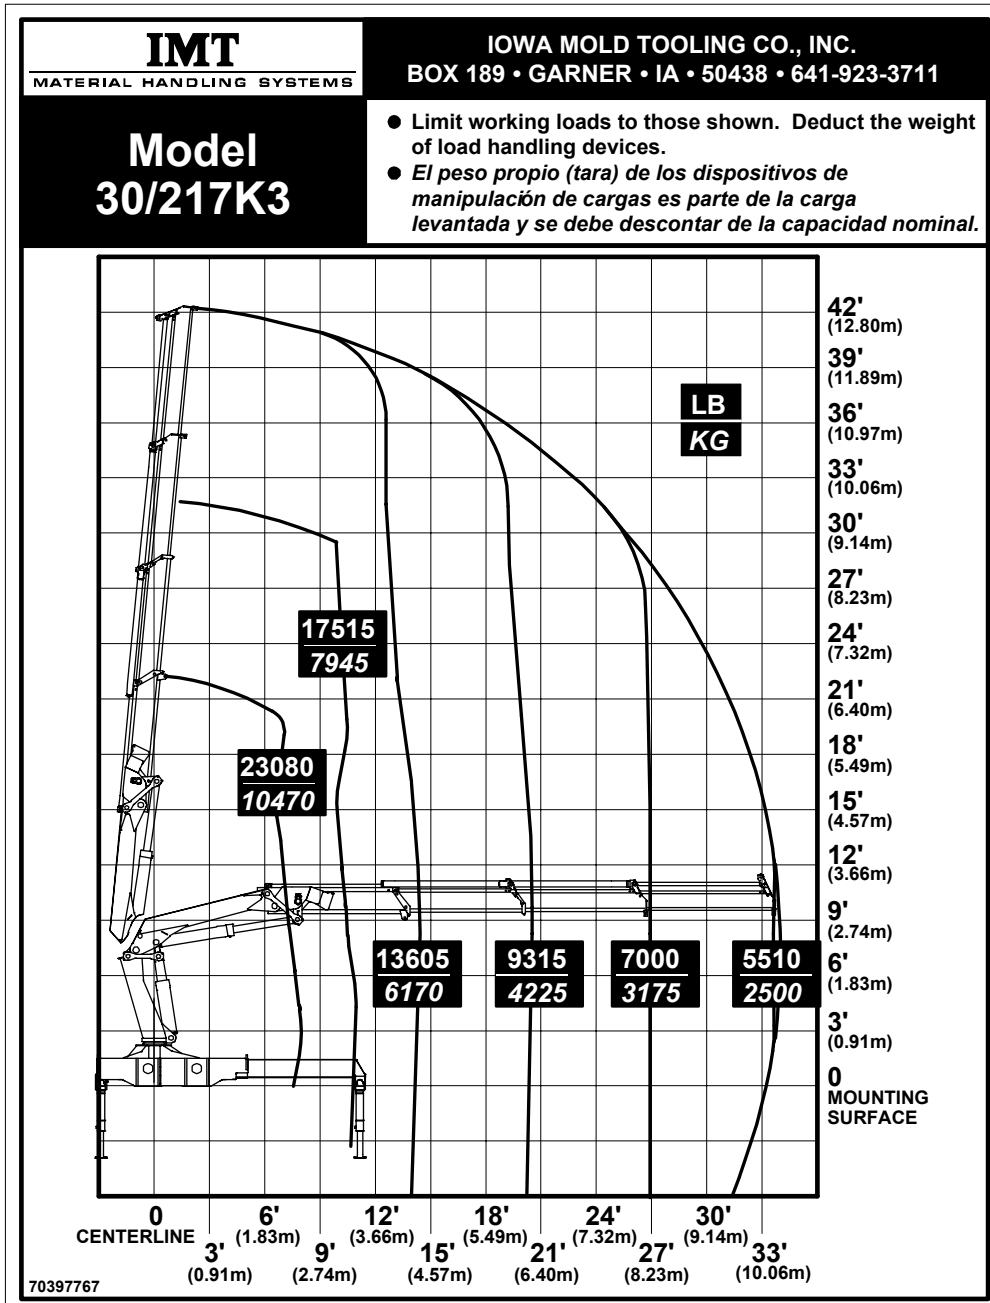 IMT
MATERIAL HANDLING SYSTEMS
IOWA MOLD TOOLING CO., INC.
BOX 189 • GARNER • IA • 50438 • 641-923-3711
Model
30/217K3
● Limit working loads to those shown. Deduct the weight
of load handling devices.
● El peso propio (tara) de los dispositivos de
manipulación de cargas es parte de la carga
levantada y se debe descontar de la capacidad nominal.
42'
(12.80m)
39'
(11.89m)
LB
KG
36'
(10.97m)
33'
(10.06m)
30'
(9.14m)
27'
(8.23m)
17515
7945
24'
(7.32m)
21'
(6.40m)
23080
10470
18'
(5.49m)
15'
(4.57m)
12'
(3.66m)
9'
(2.74m)
13605
6170
9315
4225
7000
3175
5510
2500
6'
(1.83m)
3'
(0.91m)
0
MOUNTING
SURFACE
0 6' 12' 18' 24' 30'
CENTERLINE (1.83m) (3.66m) (5.49m) (7.32m) (9.14m)
3' 9' 15' 21' 27' 33'
(0.91m) (2.74m) (4.57m) (6.40m) (8.23m) (10.06m)
70397767